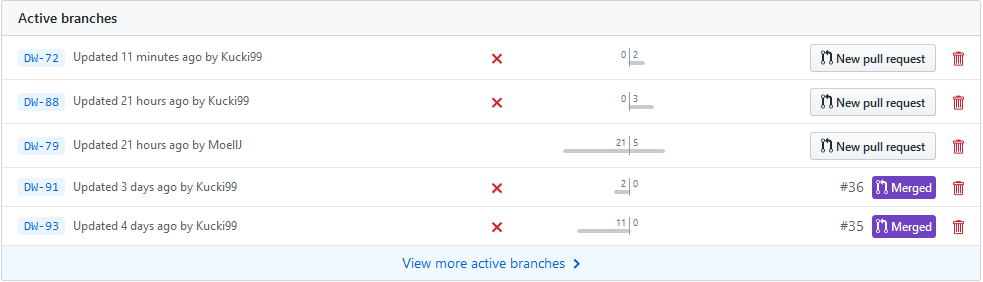 Active branches
DW-72 Updated 11 minutes ago by Kucki99 0 2 New pull request
DW-88 Updated 21 hours ago by Kucki99 0 3 New pull request
DW-79 Updated 21 hours ago by MoellJ 21 5 New pull request
DW-91 Updated 3 days ago by Kucki99 2 0 #36 Merged
DW-93 Updated 4 days ago by Kucki99 11 0 #35 Merged
View more active branches